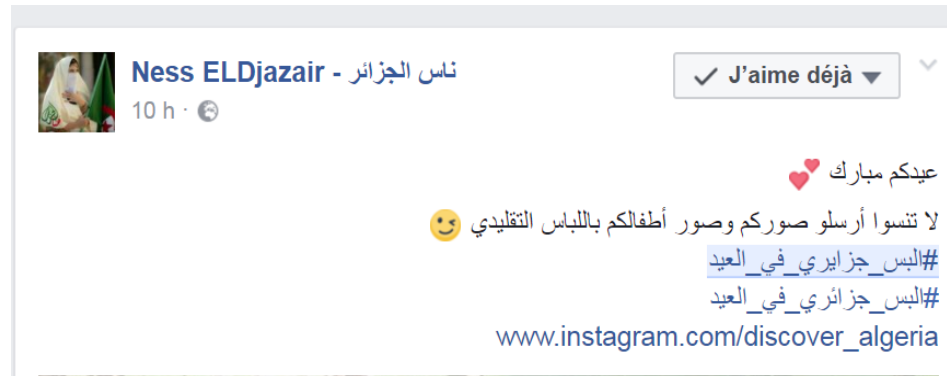 Ness ELDjazair - ناس الجزائر
J'aime déjà
10 h
عيدكم مبارك
لا تنسوا أرسلو صوركم وصور أطفالكم باللباس التقليدي
#البس_جزايري_في_العيد
#البس_جزائري_في_العيد
www.instagram.com/discover_algeria